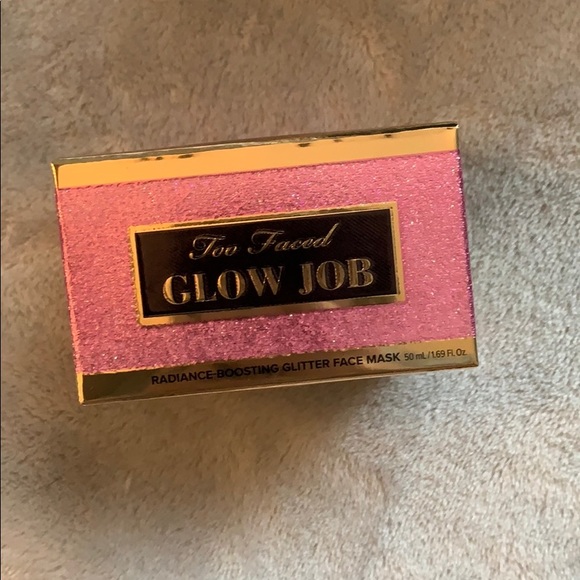 Too Faced
GLOW JOB
RADIANCE-BOOSTING GLITTER FACE MASK 50 mL/1.69 Fl. Oz.